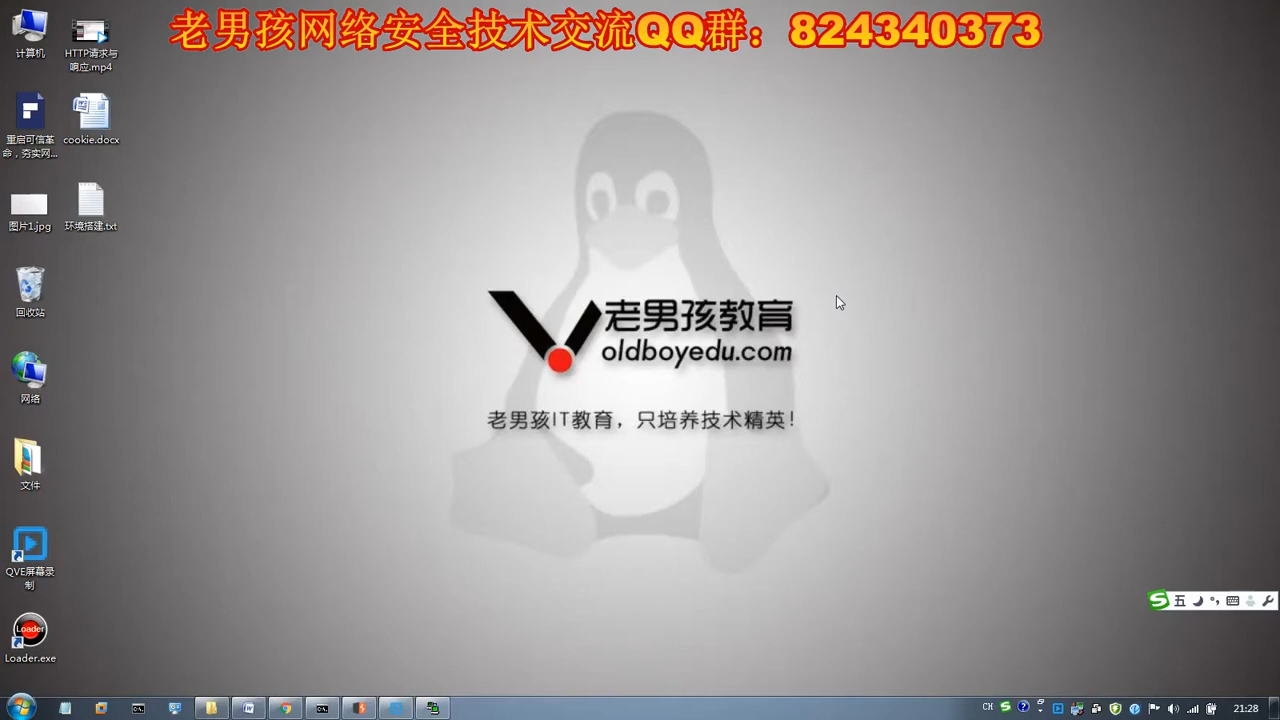 老男孩网络安全技术交流QQ群：824340373
计算机
HTTP请求与
响应.mp4
重启可信革
命，夯实网...
cookie.docx
图片1.jpg
环境搭建.txt
回收站
网络
文件
QVE屏幕录
制
Loader
Loader.exe
老男孩教育
oldboyedu.com
老男孩IT教育，只培养技术精英！
五
CH
21:28